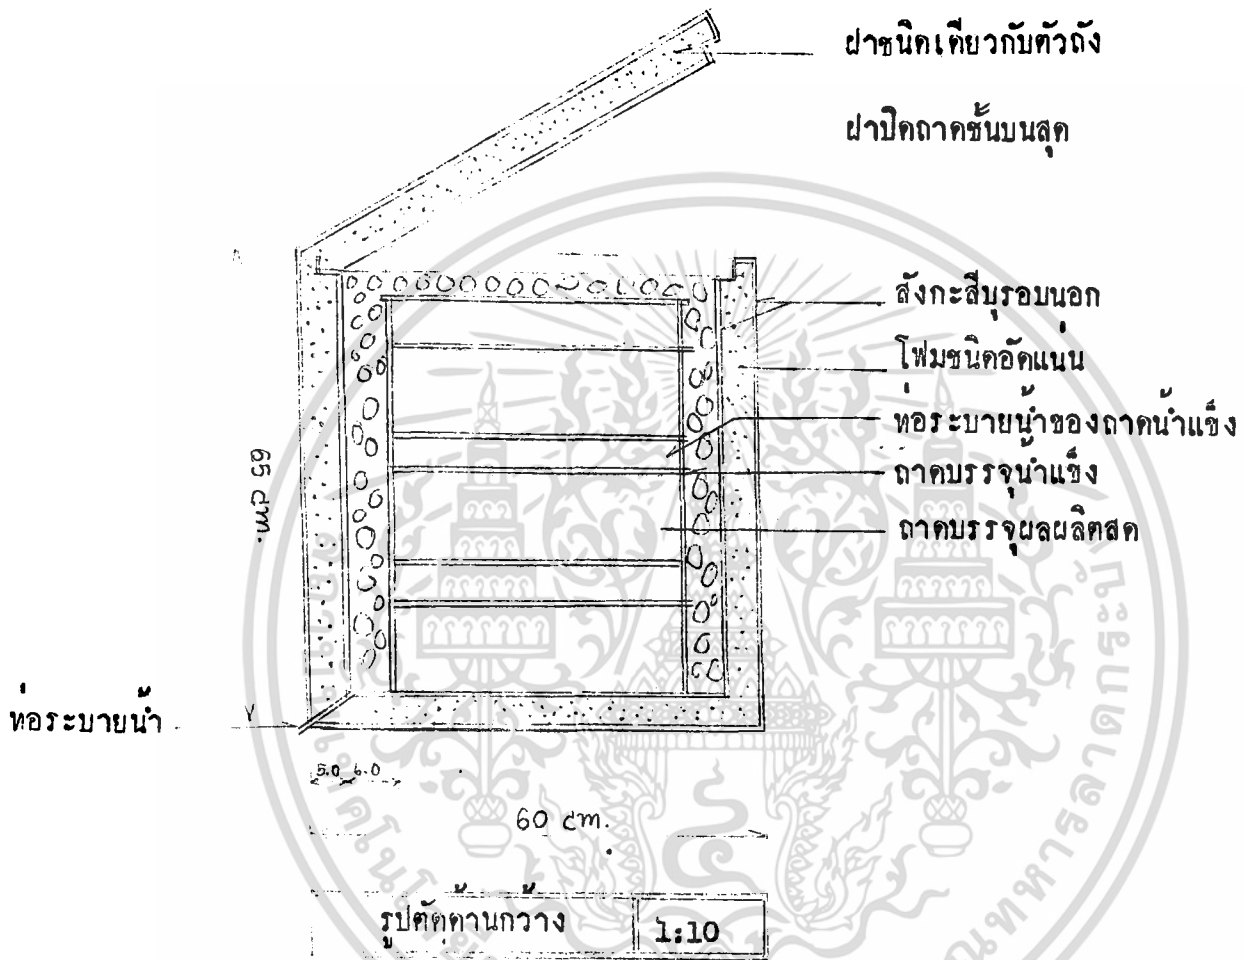 ฝาชนิดเดียวกับตัวถัง
ฝาปิดถาดชั้นบนสุด
สังกะสีบุรอบนอก
โฟมชนิดอัดแน่น
ท่อระบายน้ำของถาดน้ำแข็ง
ถาดบรรจุน้ำแข็ง
ถาดบรรจุผลผลิตสด
65 cm.
ท่อระบายน้ำ
5.0 6.0
60 cm.
รูปตัดด้านกว้าง
1:10